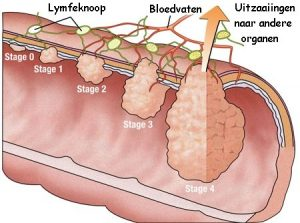 Lymfeknoop
Bloedvaten
Uitzaaiingen
naar andere
organen
Stage 0
Stage 1
Stage 2
Stage 3
Stage 4